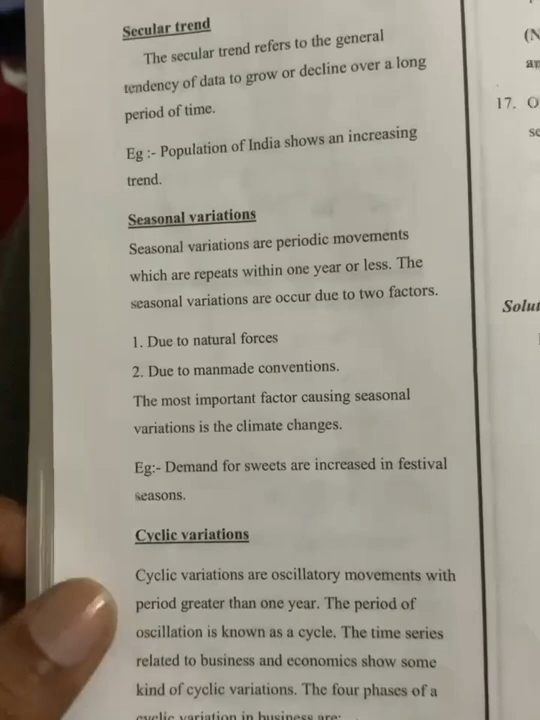 Secular trend
The secular trend refers to the general
tendency of data to grow or decline over a long
period of time.
Eg :- Population of India shows an increasing
trend.
Seasonal variations
Seasonal variations are periodic movements
which are repeats within one year or less. The
seasonal variations are occur due to two factors.
1. Due to natural forces
2. Due to manmade conventions.
The most important factor causing seasonal
variations is the climate changes.
Eg:- Demand for sweets are increased in festival
seasons.
Cyclic variations
Cyclic variations are oscillatory movements with
period greater than one year. The period of
oscillation is known as a cycle. The time series
related to business and economics show some
kind of cyclic variations. The four phases of a
cyclic variation in business are:
17.